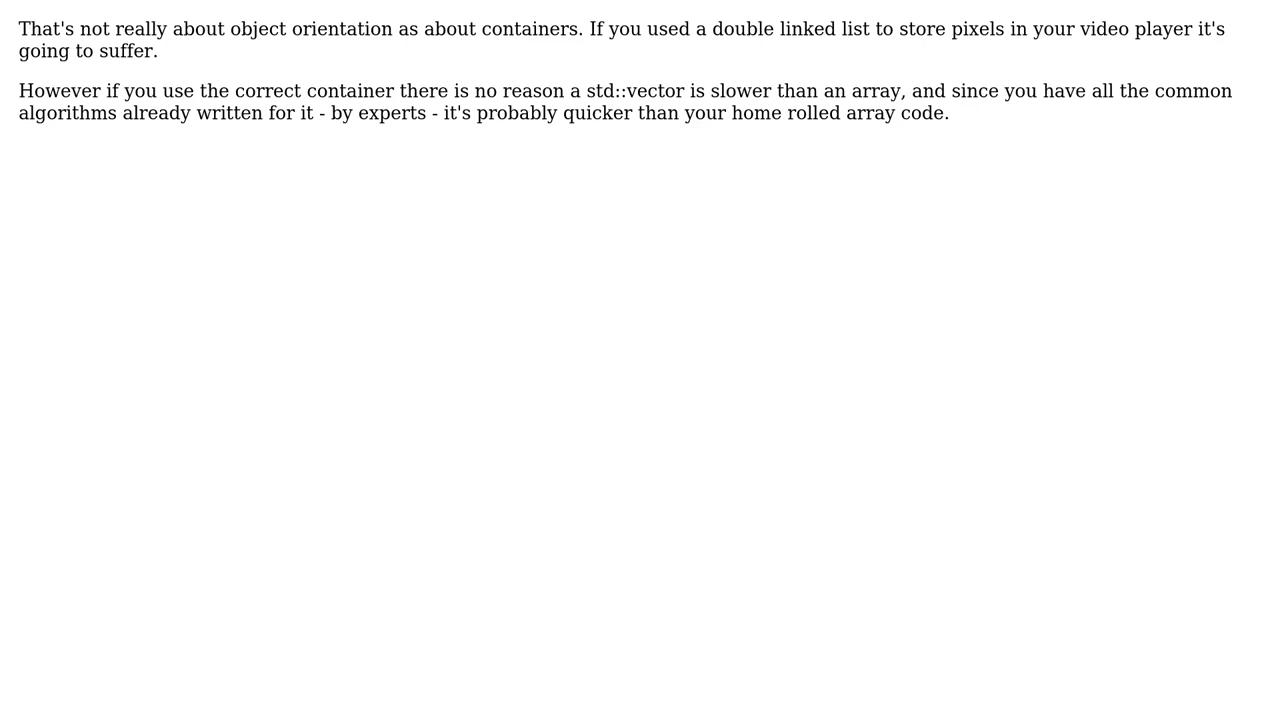 That's not really about object orientation as about containers. If you used a double linked list to store pixels in your video player it's
going to suffer.
However if you use the correct container there is no reason a std::vector is slower than an array, and since you have all the common
algorithms already written for it - by experts - it's probably quicker than your home rolled array code.